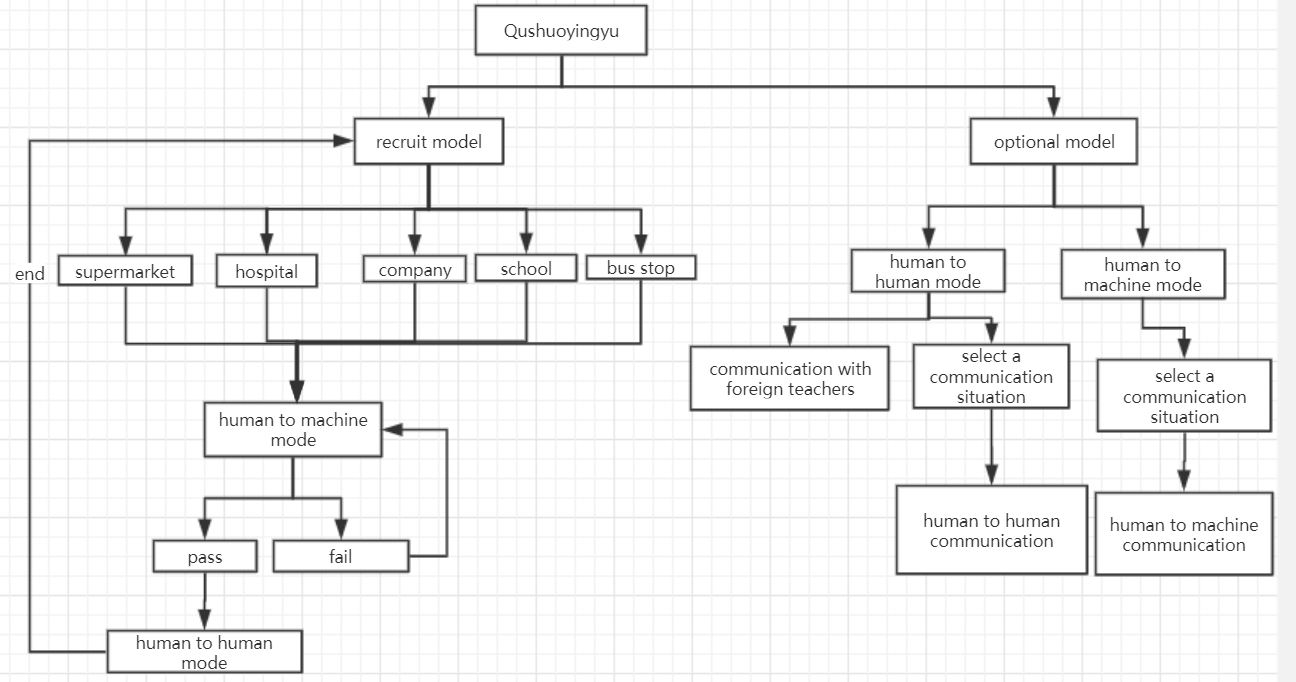 Qushuoyingyu
recruit model
optional model
end
supermarket
hospital
company
school
bus stop
human to
human mode
human to
machine mode
communication with
foreign teachers
select a
communication
situation
select a
communication
situation
human to machine
mode
human to human
communication
human to machine
communication
pass
fail
human to human
mode